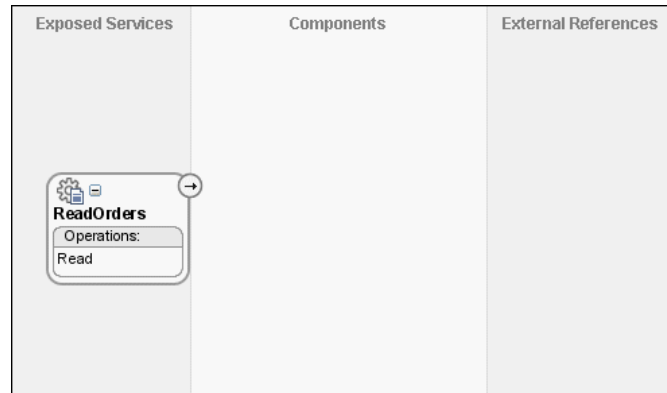 Exposed Services
Components
External References
ReadOrders
Operations:
Read